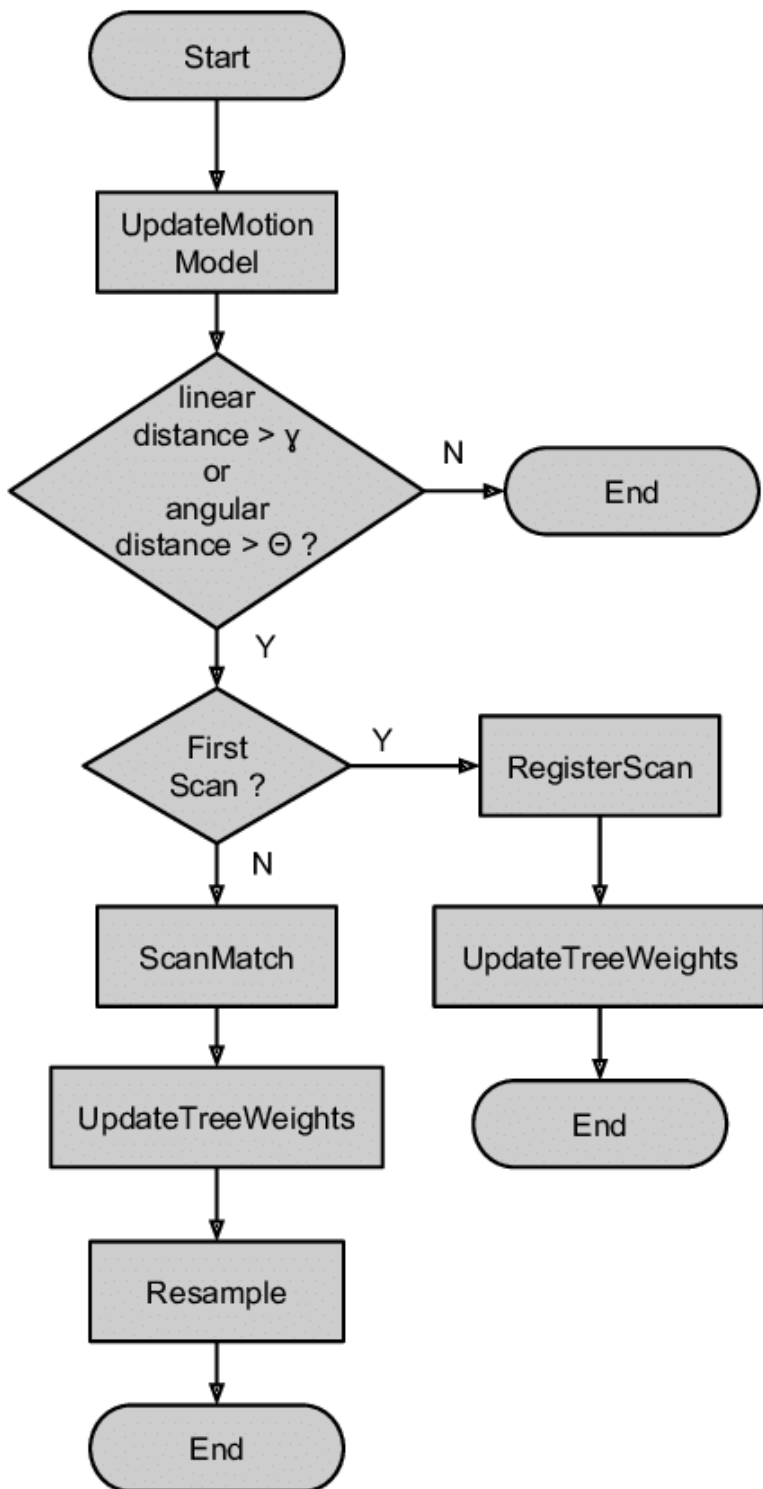 Start
UpdateMotion
Model
linear
distance > ɣ
or
angular
distance > Θ ?
N
End
Y
First
Scan ?
Y
RegisterScan
N
ScanMatch
UpdateTreeWeights
UpdateTreeWeights
End
Resample
End